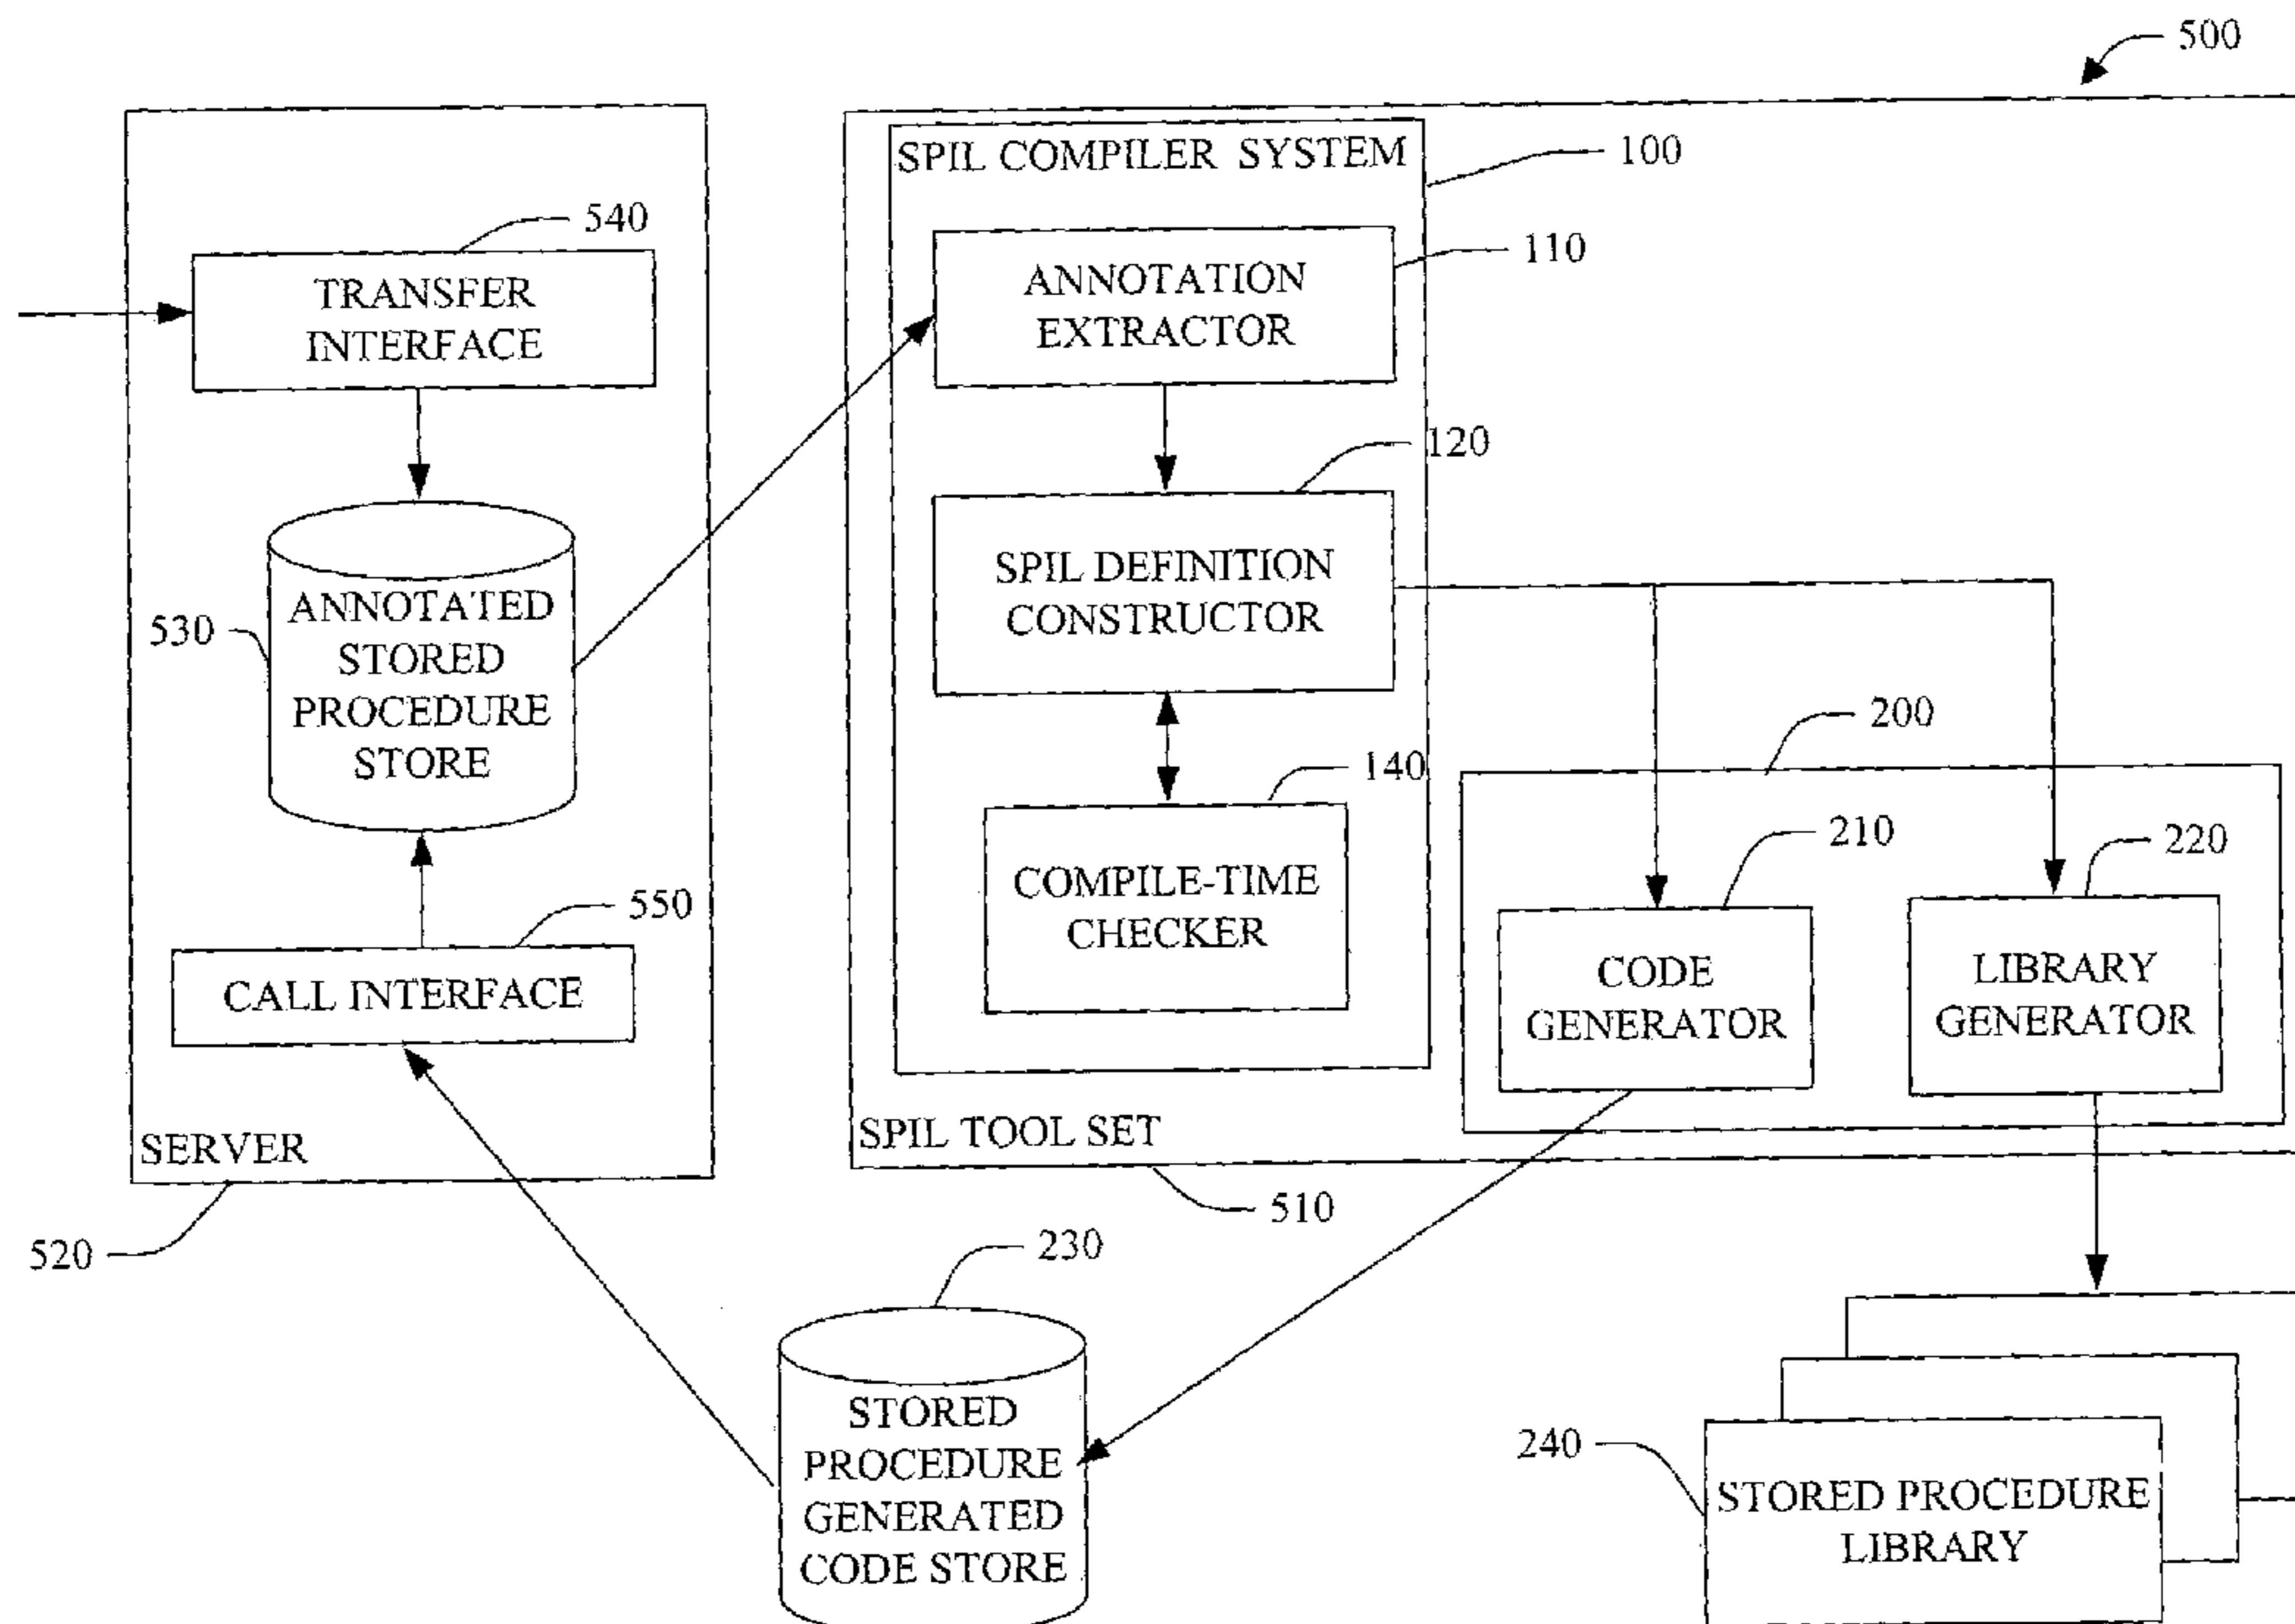 500
SPIL COMPILER SYSTEM
100
540
TRANSFER
INTERFACE
110
ANNOTATION
EXTRACTOR
120
530
ANNOTATED
STORED
PROCEDURE
STORE
SPIL DEFINITION
CONSTRUCTOR
200
140
COMPILE-TIME
CHECKER
210
220
550
CALL INTERFACE
CODE
GENERATOR
LIBRARY
GENERATOR
SERVER
SPIL TOOL SET
520
510
230
STORED
PROCEDURE
GENERATED
CODE STORE
240
STORED PROCEDURE
LIBRARY